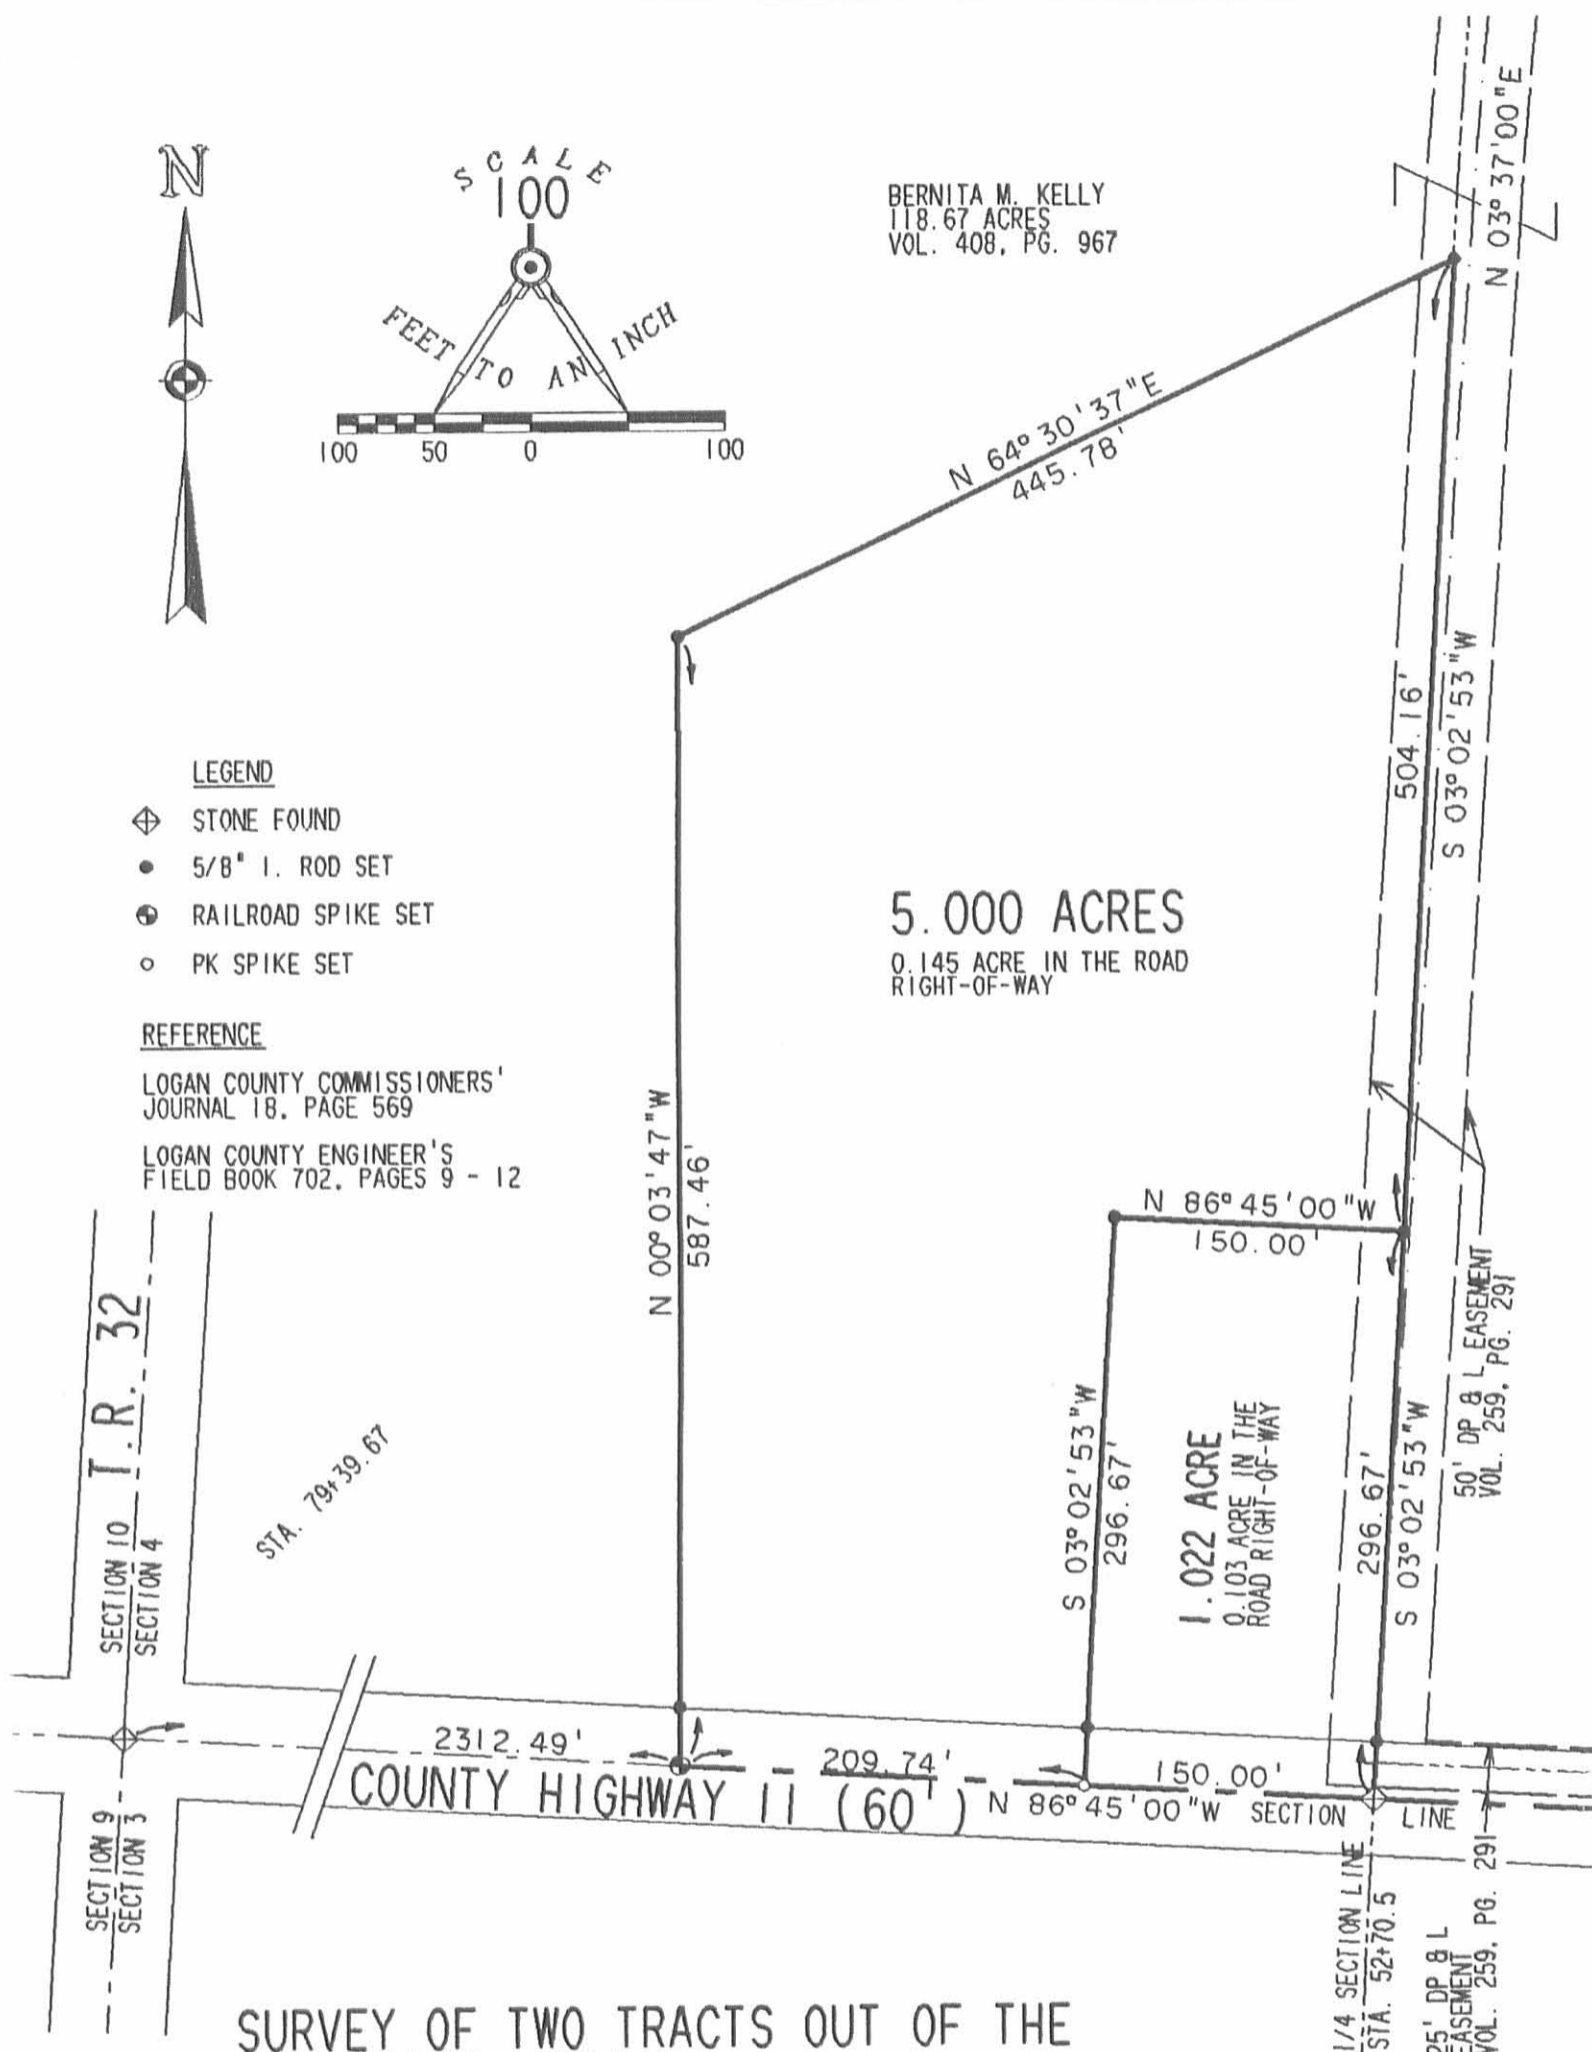 N
SCALE
100
FEET TO AN INCH
100 50 0 100
BERNITA M. KELLY
118.67 ACRES
VOL. 408, PG. 967
N 03° 37' 00" E
N 64° 30' 37" E
445.78'
504.16'
S 03° 02' 53" W
LEGEND
STONE FOUND
5/8" I. ROD SET
RAILROAD SPIKE SET
PK SPIKE SET
REFERENCE
LOGAN COUNTY COMMISSIONERS'
JOURNAL 18, PAGE 569
LOGAN COUNTY ENGINEER'S
FIELD BOOK 702, PAGES 9 - 12
5.000 ACRES
0.145 ACRE IN THE ROAD
RIGHT-OF-WAY
N 00° 03' 47" W
587.46'
N 86° 45' 00" W
150.00'
S 03° 02' 53" W
296.67'
1.022 ACRE
0.103 ACRE IN THE
ROAD RIGHT-OF-WAY
296.67'
S 03° 02' 53" W
50' DP & L EASEMENT
VOL. 259, PG. 291
T.R. 32
SECTION 10
SECTION 4
STA. 79+39.67
2312.49'
209.74'
150.00'
COUNTY HIGHWAY 11 (60')
N 86° 45' 00" W
SECTION LINE
SECTION 9
SECTION 3
1/4 SECTION LINE
STA. 52+70.5
25' DP & L
EASEMENT
VOL. 259, PG. 291
SURVEY OF TWO TRACTS OUT OF THE